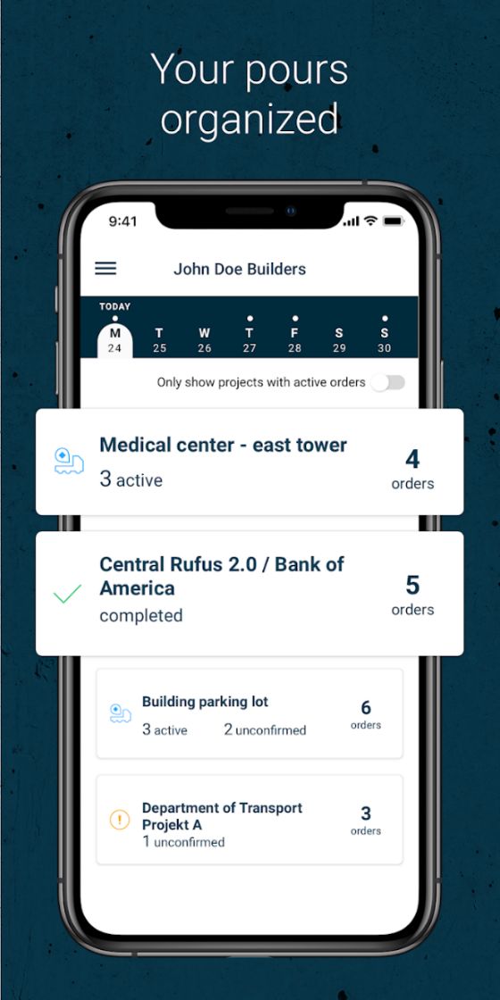 Your pours
organized
9:41
John Doe Builders
TODAY
M T W T F S S
24 25 26 27 28 29 30
Only show projects with active orders
Medical center - east tower
3 active
4
orders
Central Rufus 2.0 / Bank of
America
completed
5
orders
Building parking lot
3 active 2 unconfirmed
6
orders
Department of Transport
Projekt A
1 unconfirmed
3
orders